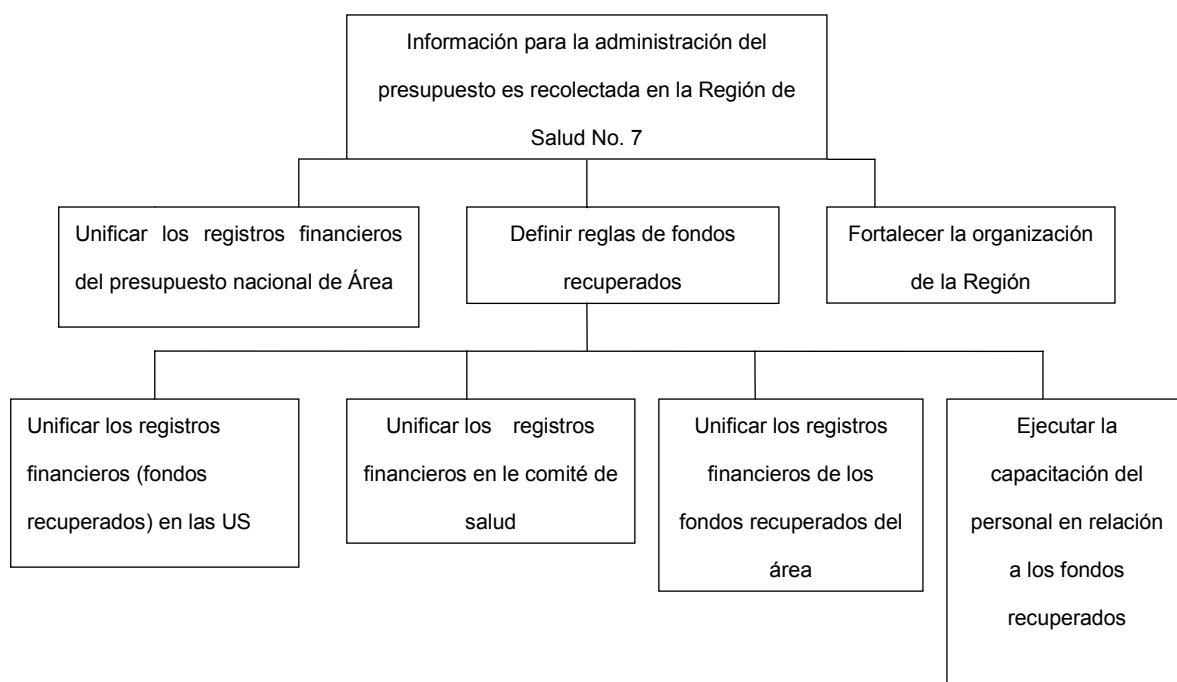 Información para la administración del
presupuesto es recolectada en la Región de
Salud No. 7
Unificar los registros financieros
del presupuesto nacional de Área
Definir reglas de fondos
recuperados
Fortalecer la organización
de la Región
Unificar los registros
financieros (fondos
recuperados) en las US
Unificar los registros
financieros en le comité de
salud
Unificar los registros
financieros de los
fondos recuperados del
área
Ejecutar la
capacitación del
personal en relación
a los fondos
recuperados